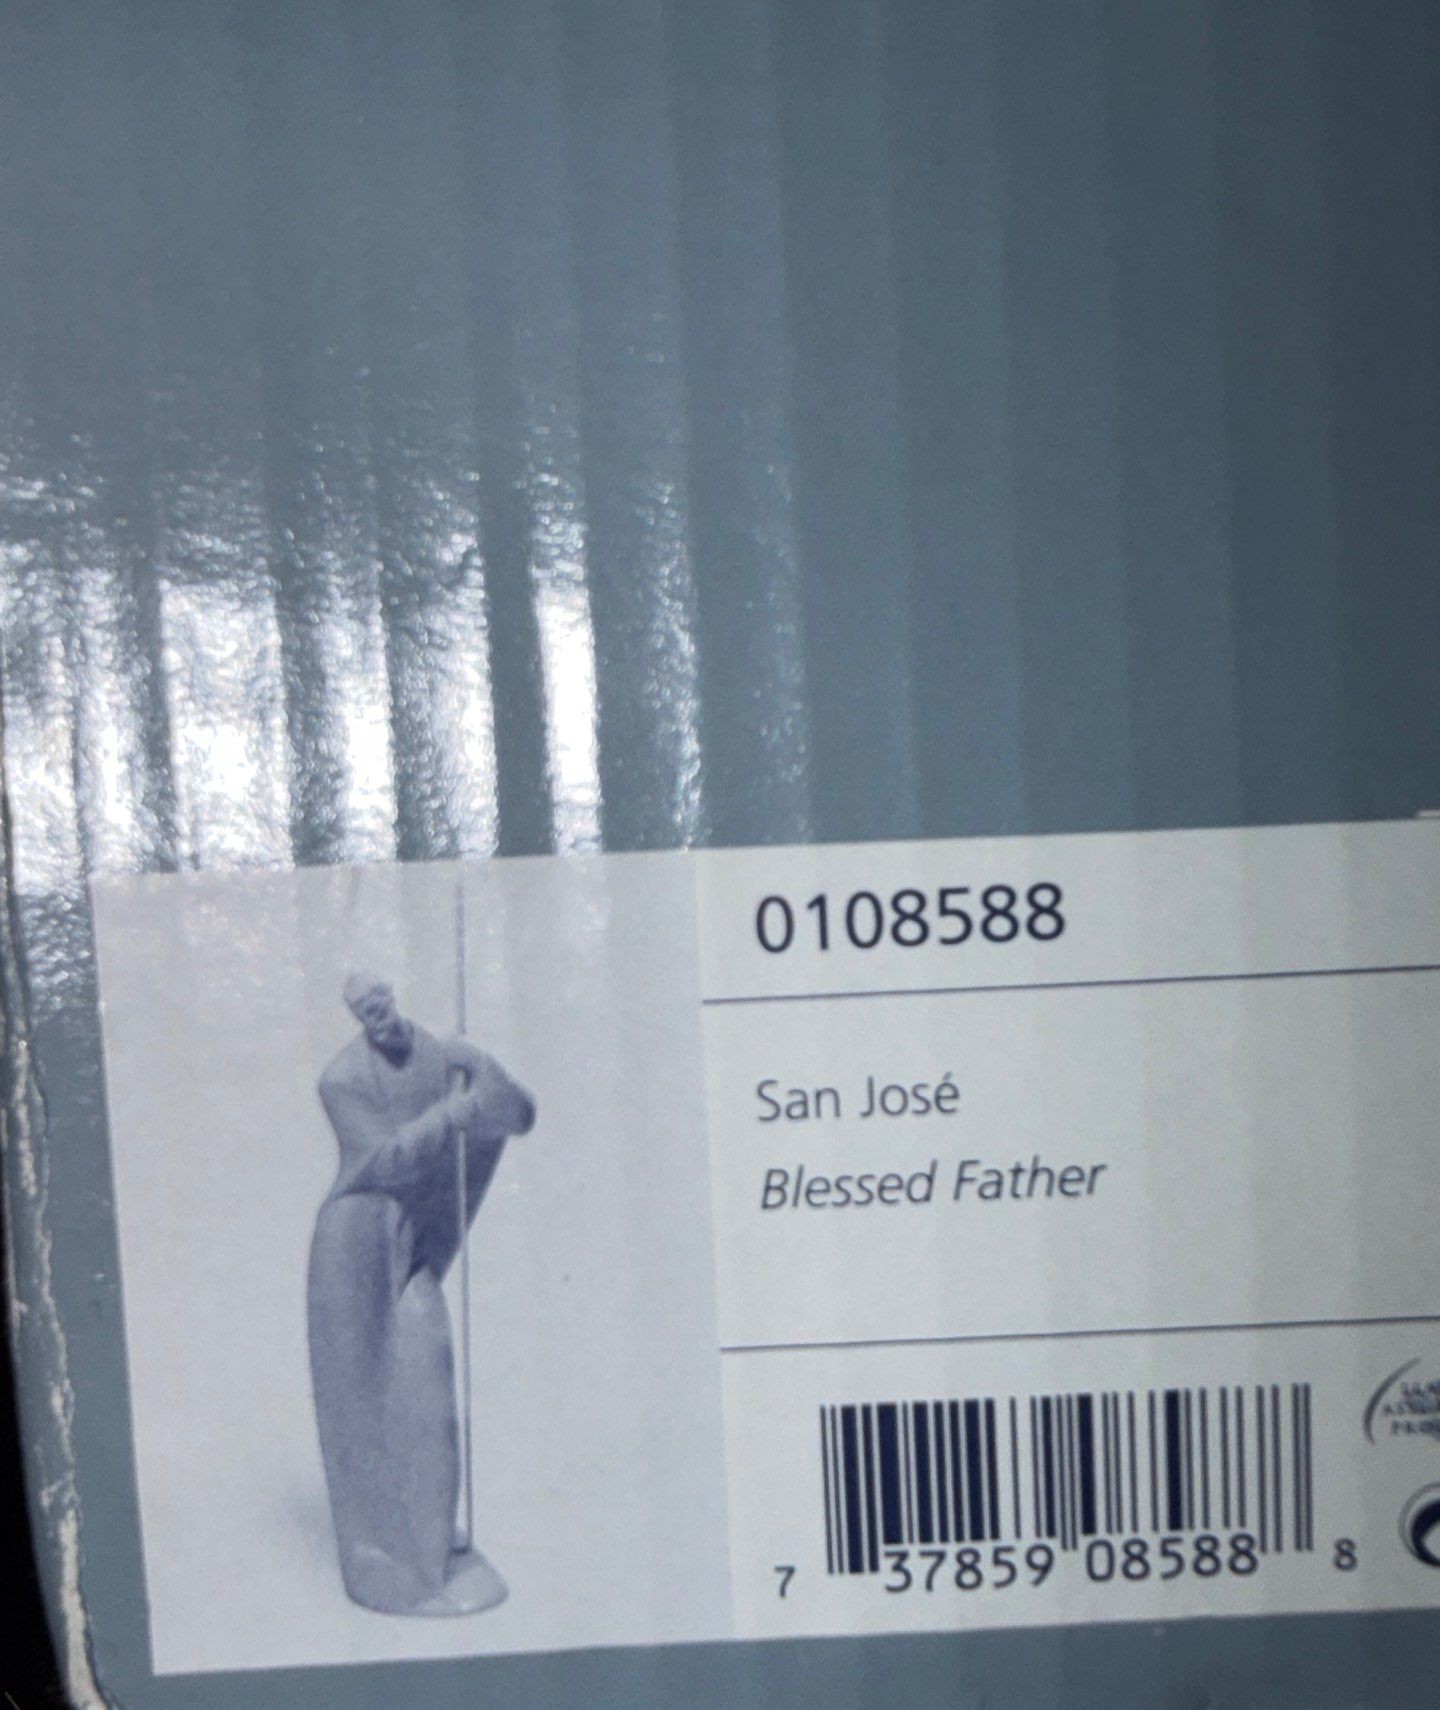 0108588
San José
Blessed Father
7 37859 08588 8